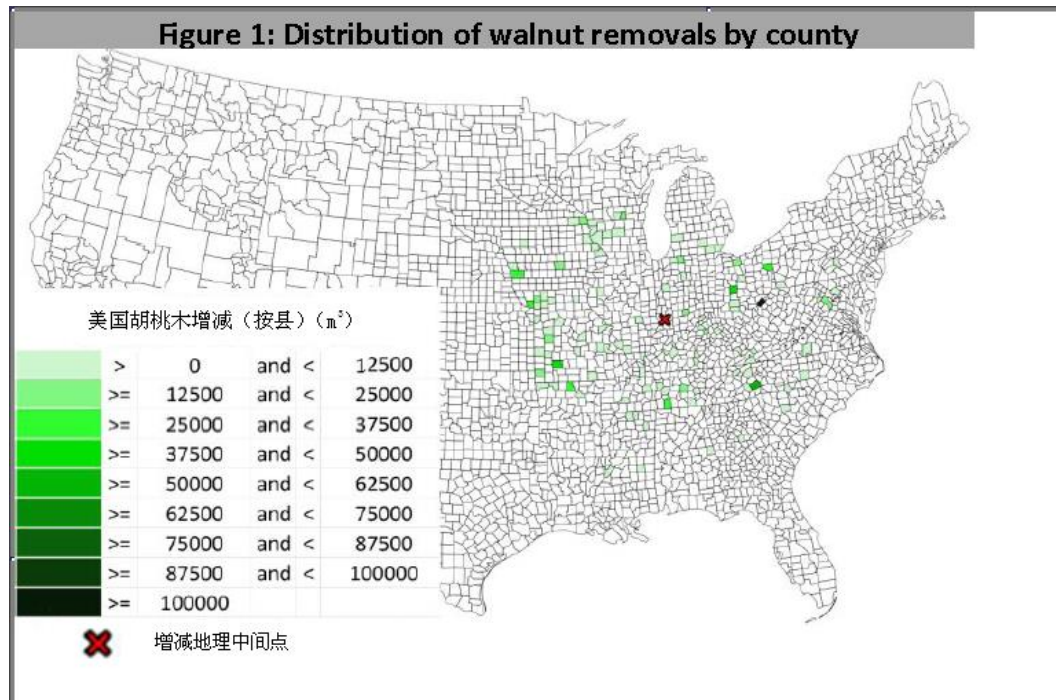 Figure 1: Distribution of walnut removals by county
美国胡桃木增减（按县）（m³）
> 0 and < 12500
>= 12500 and < 25000
>= 25000 and < 37500
>= 37500 and < 50000
>= 50000 and < 62500
>= 62500 and < 75000
>= 75000 and < 87500
>= 87500 and < 100000
>= 100000
增减地理中间点